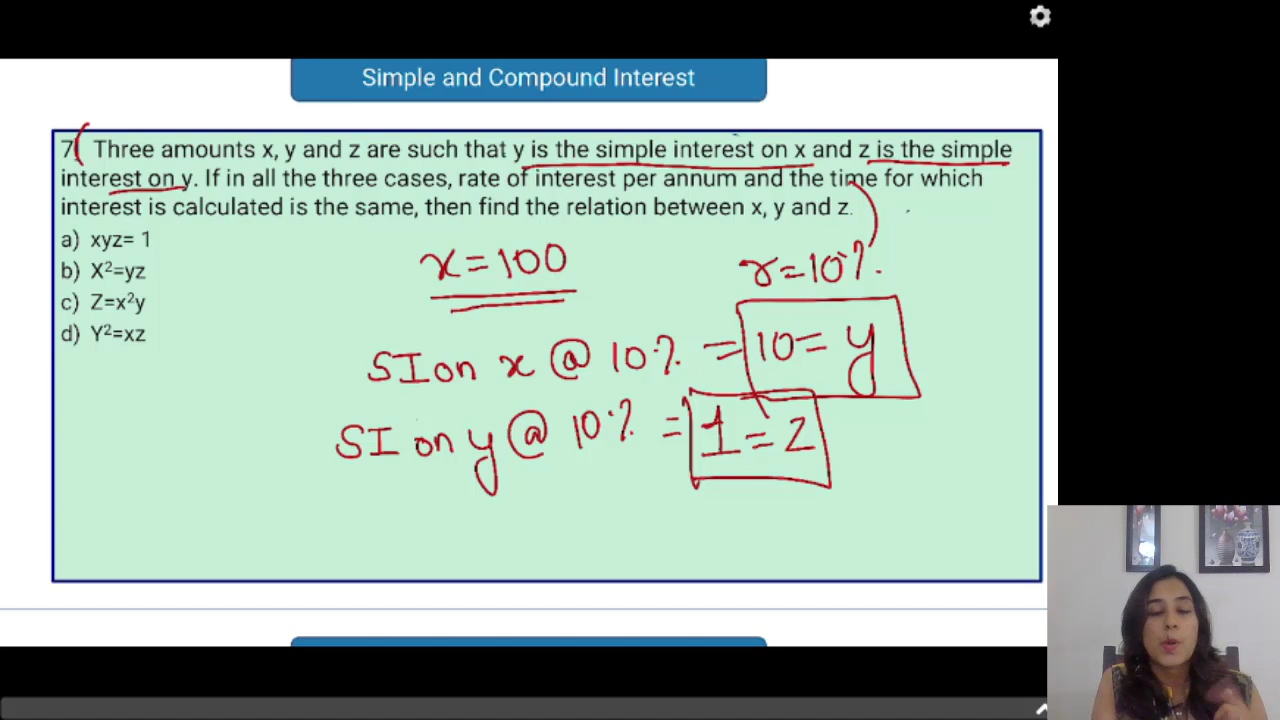 Simple and Compound Interest
7. Three amounts x, y and z are such that y is the simple interest on x and z is the simple
interest on y. If in all the three cases, rate of interest per annum and the time for which
interest is calculated is the same, then find the relation between x, y and z.
a) xyz= 1
b) X²=yz
c) Z=x²y
d) Y²=xz
x=100
r=10%.
SI on x @ 10% = 10= y
SI on y @ 10% = 1=z